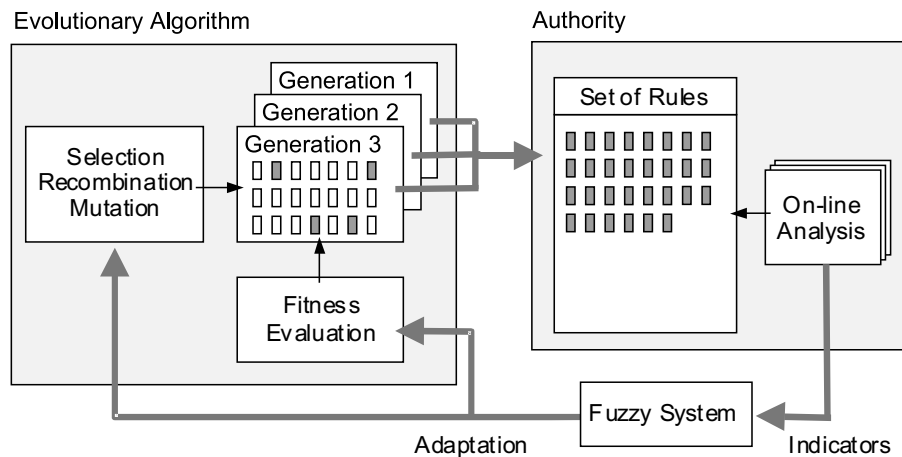 Evolutionary Algorithm
Authority
Generation 1
Generation 2
Generation 3
Selection
Recombination
Mutation
Fitness
Evaluation
Set of Rules
On-line
Analysis
Fuzzy System
Adaptation
Indicators